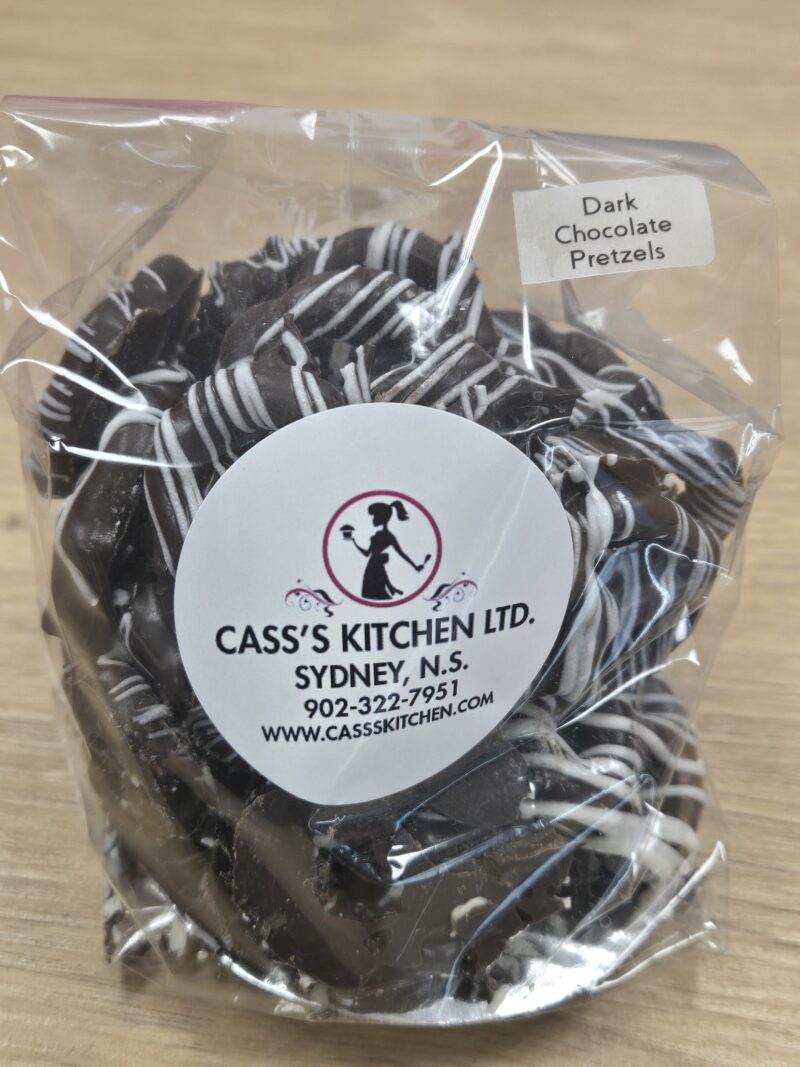 Dark
Chocolate
Pretzels
CASS'S KITCHEN LTD.
SYDNEY, N.S.
902-322-7951
WWW.CASSSKITCHEN.COM